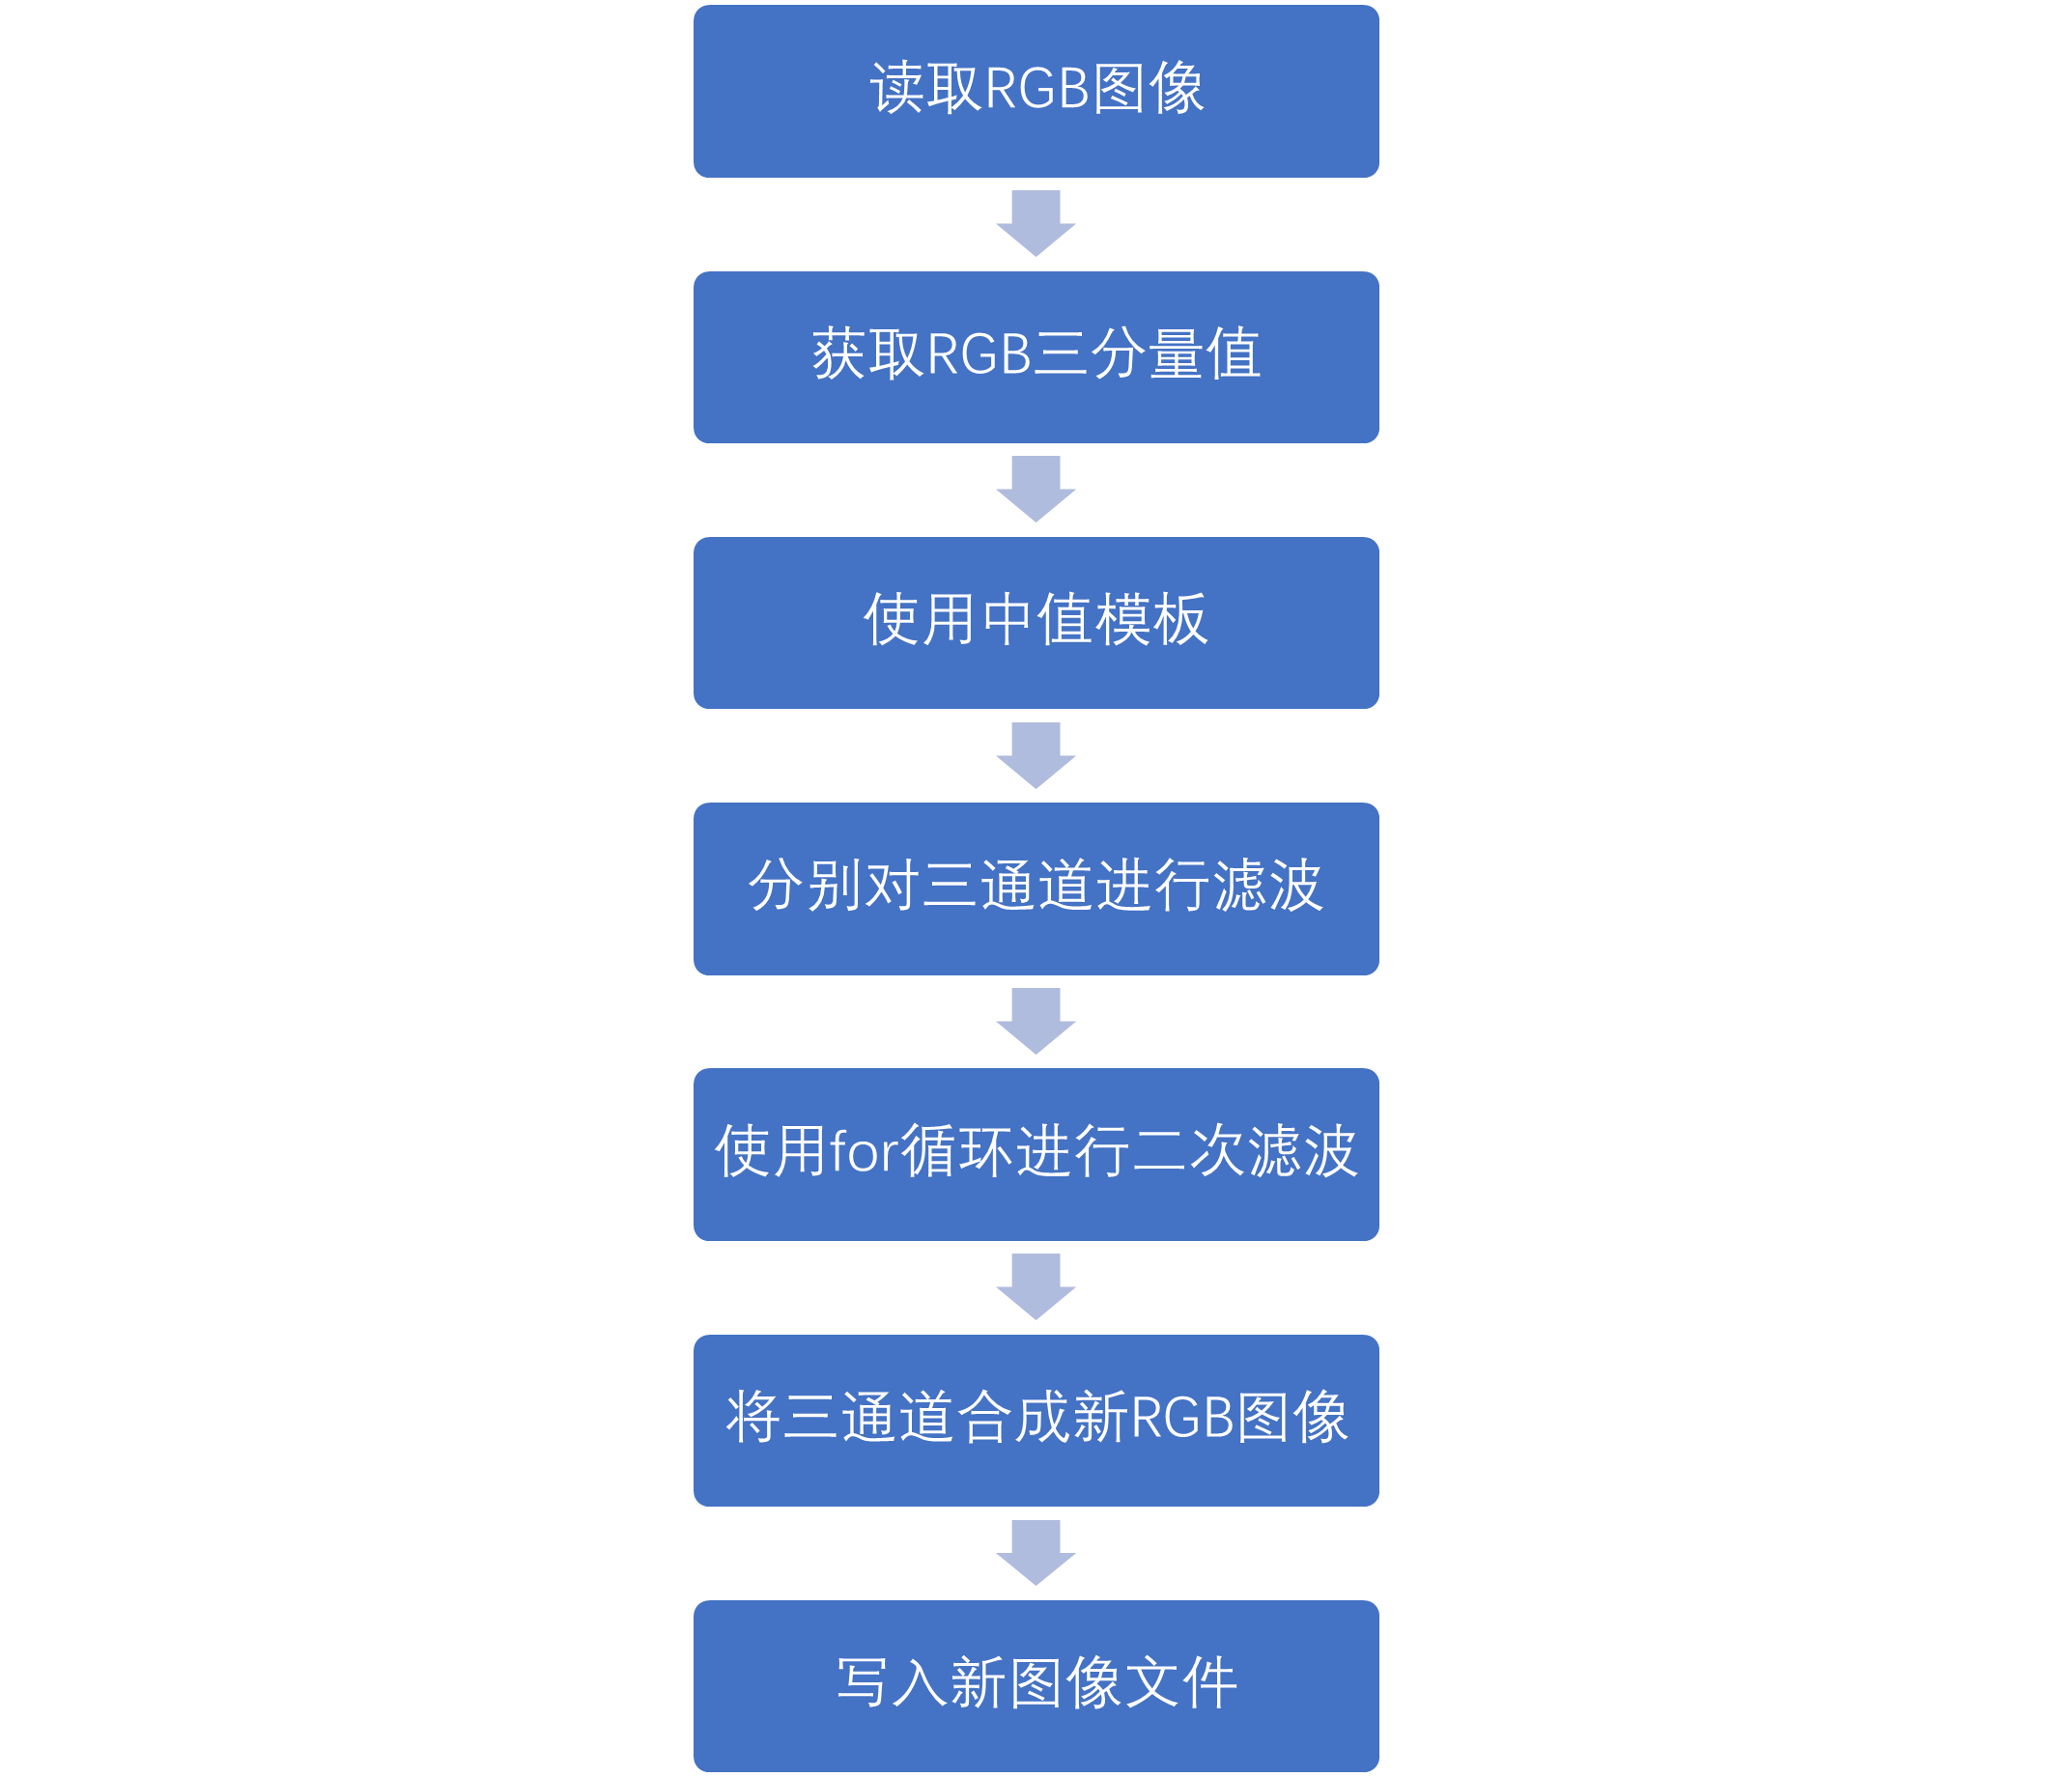 读取RGB图像
获取RGB三分量值
使用中值模板
分别对三通道进行滤波
使用for循环进行二次滤波
将三通道合成新RGB图像
写入新图像文件